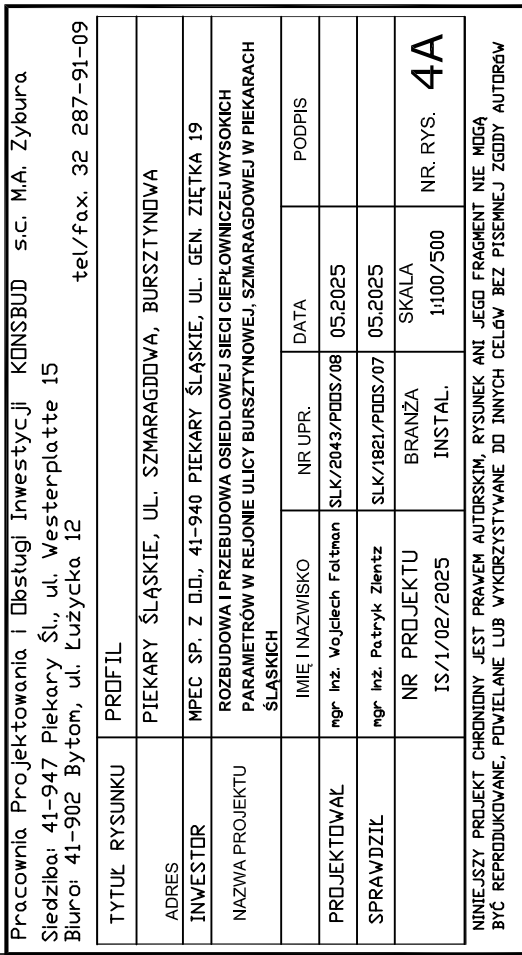 Pracownia Projektowania i Obsługi Inwestycji KONSBUD s.c. M.A. Zybura
Siedziba: 41-947 Piekary Śl., ul. Westerplatte 15
Biuro: 41-902 Bytom, ul. Łużycka 12 tel/fax. 32 287-91-09
TYTUŁ RYSUNKU PROFIL
ADRES PIEKARY ŚLĄSKIE, UL. SZMARAGDOWA, BURSZTYNOWA
INWESTOR MPEC SP. Z O.O., 41-940 PIEKARY ŚLĄSKIE, UL. GEN. ZIĘTKA 19
NAZWA PROJEKTU ROZBUDOWA I PRZEBUDOWA OSIEDLOWEJ SIECI CIEPŁOWNICZEJ WYSOKICH
PARAMETRÓW W REJONIE ULICY BURSZTYNOWEJ, SZMARAGDOWEJ W PIEKARACH
ŚLĄSKICH
IMIĘ I NAZWISKO NR UPR. DATA PODPIS
PROJEKTOWAŁ mgr inż. Wojciech Foltman SLK/2043/POOS/08 05.2025
SPRAWDZIŁ mgr inż. Patryk Zientz SLK/1821/POOS/07 05.2025
NR PROJEKTU BRANŻA SKALA NR. RYS. 4A
IS/1/02/2025 INSTAL. 1:100/500
NINIEJSZY PROJEKT CHRONIONY JEST PRAWEM AUTORSKIM, RYSUNEK ANI JEGO FRAGMENT NIE MOGĄ
BYĆ REPRODUKOWANE, POWIELANE LUB WYKORZYSTYWANE DO INNYCH CELÓW BEZ PISEMNEJ ZGODY AUTORÓW